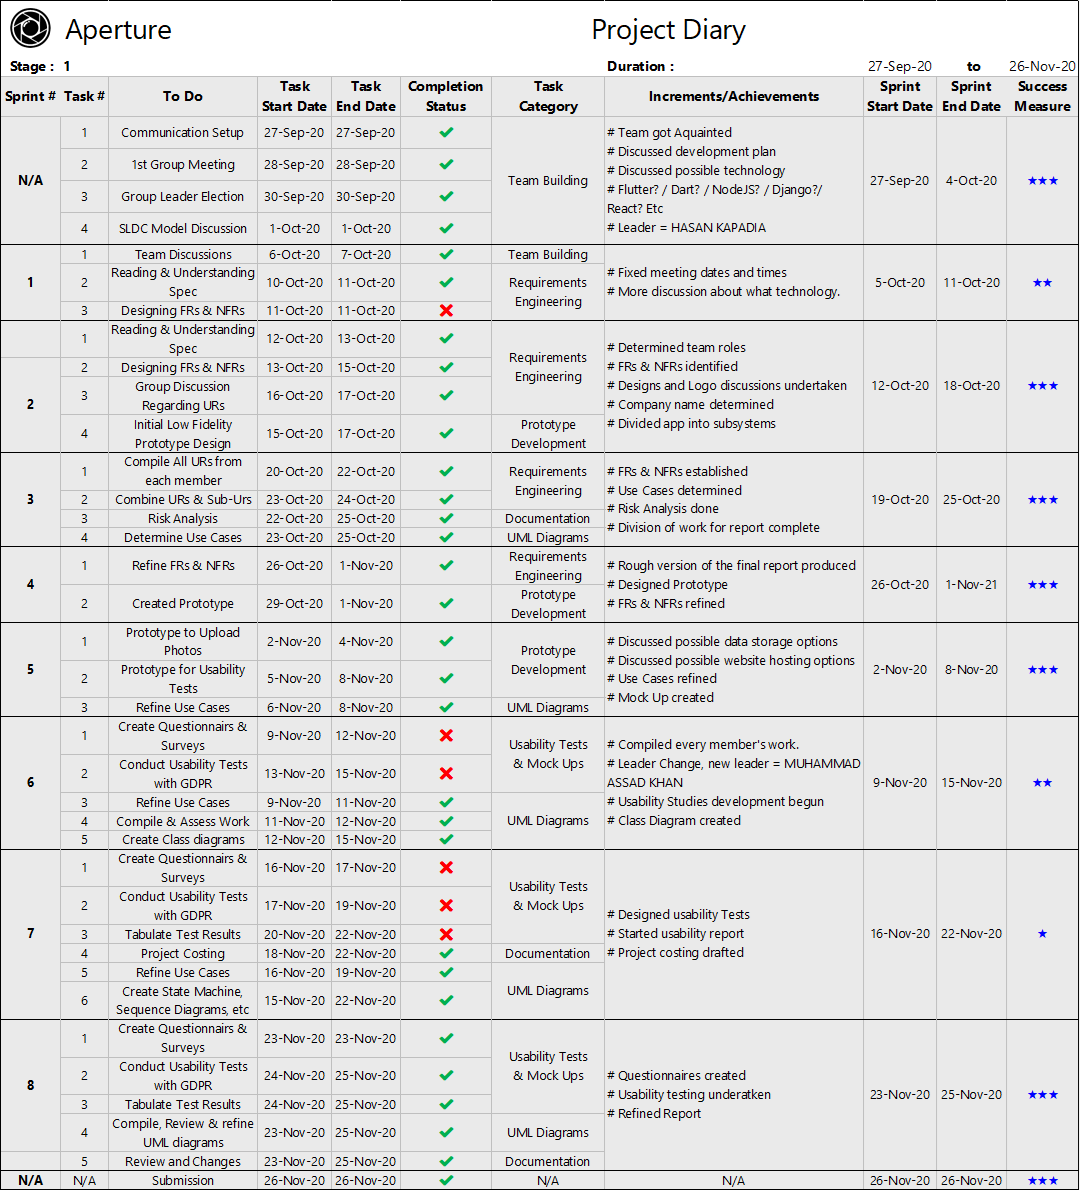 Aperture Project Diary
Stage : 1 Duration : 27-Sep-20 to 26-Nov-20
Sprint # Task # To Do Task Start Date Task End Date Completion Status Task Category Increments/Achievements Sprint Start Date Sprint End Date Success Measure
N/A
1 Communication Setup 27-Sep-20 27-Sep-20 ✔
2 1st Group Meeting 28-Sep-20 28-Sep-20 ✔
3 Group Leader Election 30-Sep-20 30-Sep-20 ✔
4 SLDC Model Discussion 1-Oct-20 1-Oct-20 ✔
Team Building
# Team got Aquainted
# Discussed development plan
# Discussed possible technology
# Flutter? / Dart? / NodeJS? / Django?/
React? Etc
# Leader = HASAN KAPADIA
27-Sep-20 4-Oct-20 ★★★
1
1 Team Discussions 6-Oct-20 7-Oct-20 ✔ Team Building
2 Reading & Understanding
Spec 10-Oct-20 11-Oct-20 ✔
3 Designing FRs & NFRs 11-Oct-20 11-Oct-20 ✖
Requirements
Engineering
# Fixed meeting dates and times
# More discussion about what technology.
5-Oct-20 11-Oct-20 ★★
2
1 Reading & Understanding
Spec 12-Oct-20 13-Oct-20 ✔
2 Designing FRs & NFRs 13-Oct-20 15-Oct-20 ✔
3 Group Discussion
Regarding URs 16-Oct-20 17-Oct-20 ✔
Requirements
Engineering
4 Initial Low Fidelity
Prototype Design 15-Oct-20 17-Oct-20 ✔
Prototype
Development
# Determined team roles
# FRs & NFRs identified
# Designs and Logo discussions undertaken
# Company name determined
# Divided app into subsystems
12-Oct-20 18-Oct-20 ★★★
3
1 Compile All URs from
each member 20-Oct-20 22-Oct-20 ✔
2 Combine URs & Sub-Urs 23-Oct-20 24-Oct-20 ✔
Requirements
Engineering
3 Risk Analysis 22-Oct-20 25-Oct-20 ✔ Documentation
4 Determine Use Cases 23-Oct-20 25-Oct-20 ✔ UML Diagrams
# FRs & NFRs established
# Use Cases determined
# Risk Analysis done
# Division of work for report complete
19-Oct-20 25-Oct-20 ★★★
4
1 Refine FRs & NFRs 26-Oct-20 1-Nov-20 ✔
Requirements
Engineering
2 Created Prototype 29-Oct-20 1-Nov-20 ✔
Prototype
Development
# Rough version of the final report produced
# Designed Prototype
# FRs & NFRs refined
26-Oct-20 1-Nov-21 ★★★
5
1 Prototype to Upload
Photos 2-Nov-20 4-Nov-20 ✔
2 Prototype for Usability
Tests 5-Nov-20 8-Nov-20 ✔
Prototype
Development
3 Refine Use Cases 6-Nov-20 8-Nov-20 ✔ UML Diagrams
# Discussed possible data storage options
# Discussed possible website hosting options
# Use Cases refined
# Mock Up created
2-Nov-20 8-Nov-20 ★★★
6
1 Create Questionnairs &
Surveys 9-Nov-20 12-Nov-20 ✖
2 Conduct Usability Tests
with GDPR 13-Nov-20 15-Nov-20 ✖
Usability Tests
& Mock Ups
3 Refine Use Cases 9-Nov-20 11-Nov-20 ✔
4 Compile & Assess Work 11-Nov-20 12-Nov-20 ✔
5 Create Class diagrams 12-Nov-20 15-Nov-20 ✔
UML Diagrams
# Compiled every member's work.
# Leader Change, new leader = MUHAMMAD
ASSAD KHAN
# Usability Studies development begun
# Class Diagram created
9-Nov-20 15-Nov-20 ★★
7
1 Create Questionnairs &
Surveys 16-Nov-20 17-Nov-20 ✖
2 Conduct Usability Tests
with GDPR 17-Nov-20 19-Nov-20 ✖
3 Tabulate Test Results 20-Nov-20 22-Nov-20 ✖
Usability Tests
& Mock Ups
4 Project Costing 18-Nov-20 22-Nov-20 ✔ Documentation
5 Refine Use Cases 16-Nov-20 19-Nov-20 ✔
6 Create State Machine,
Sequence Diagrams, etc 15-Nov-20 22-Nov-20 ✔
UML Diagrams
# Designed usability Tests
# Started usability report
# Project costing drafted
16-Nov-20 22-Nov-20 ★
8
1 Create Questionnairs &
Surveys 23-Nov-20 23-Nov-20 ✔
2 Conduct Usability Tests
with GDPR 24-Nov-20 25-Nov-20 ✔
3 Tabulate Test Results 24-Nov-20 25-Nov-20 ✔
Usability Tests
& Mock Ups
4 Compile, Review & refine
UML diagrams 23-Nov-20 25-Nov-20 ✔ UML Diagrams
5 Review and Changes 23-Nov-20 25-Nov-20 ✔ Documentation
# Questionnaires created
# Usability testing underatken
# Refined Report
23-Nov-20 25-Nov-20 ★★★
N/A N/A Submission 26-Nov-20 26-Nov-20 ✔ N/A N/A 26-Nov-20 26-Nov-20 ★★★